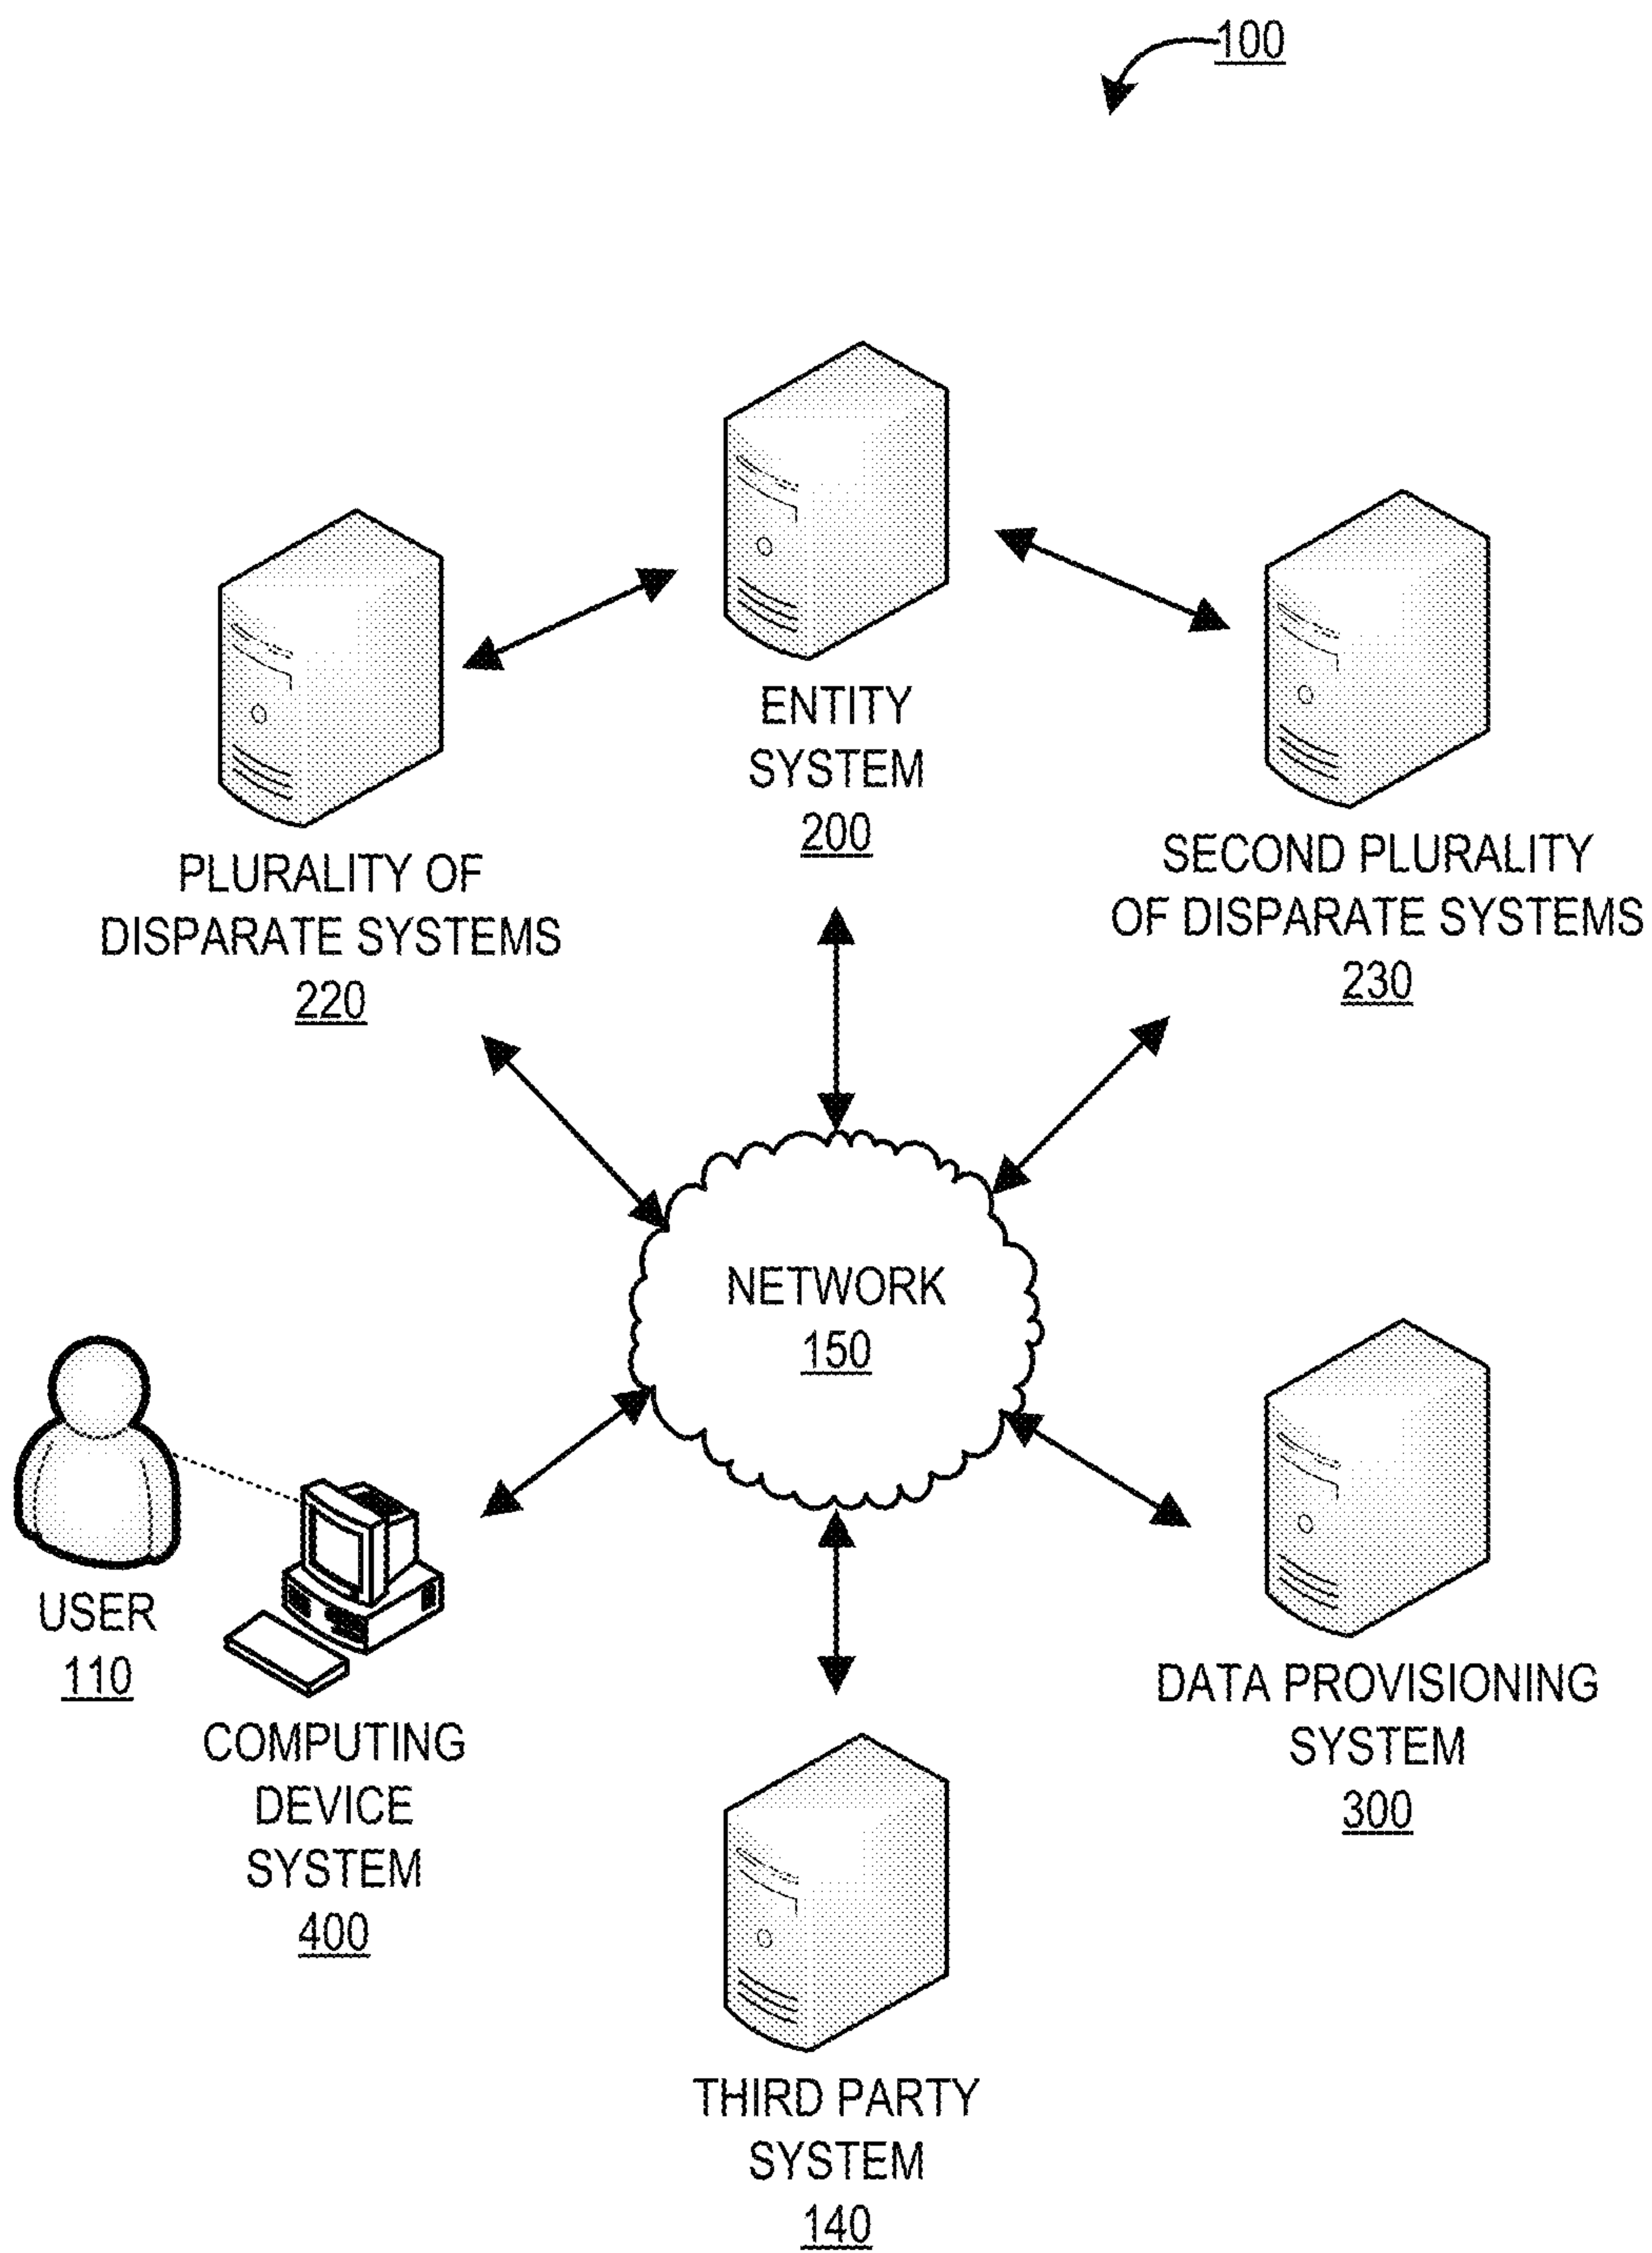 100
ENTITY
SYSTEM
200
PLURALITY OF
DISPARATE SYSTEMS
220
SECOND PLURALITY
OF DISPARATE SYSTEMS
230
NETWORK
150
USER
110
COMPUTING
DEVICE
SYSTEM
400
DATA PROVISIONING
SYSTEM
300
THIRD PARTY
SYSTEM
140